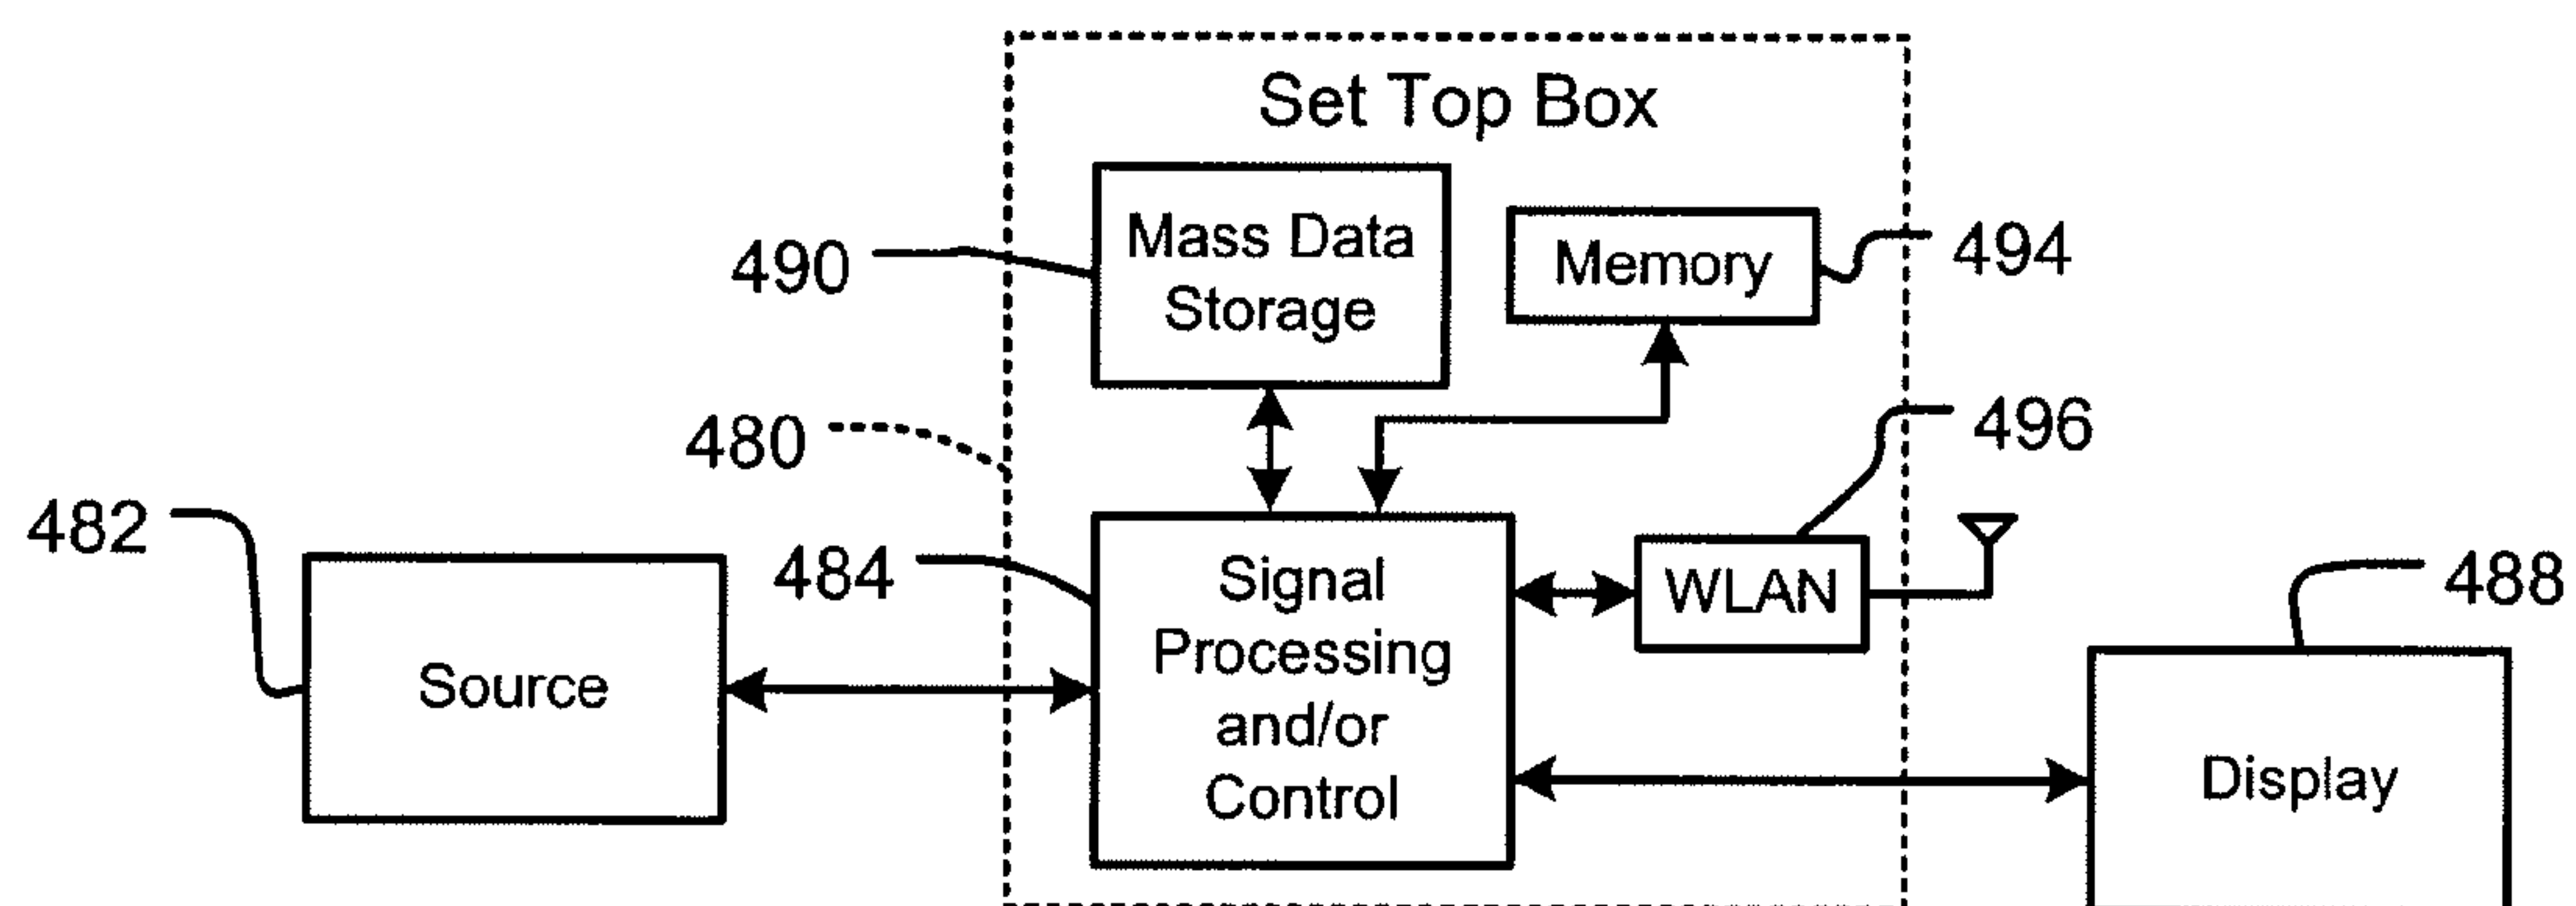 Set Top Box
Mass Data
Storage
490
Memory
494
480
496
482
484
Signal
Processing
and/or
Control
WLAN
488
Source
Display